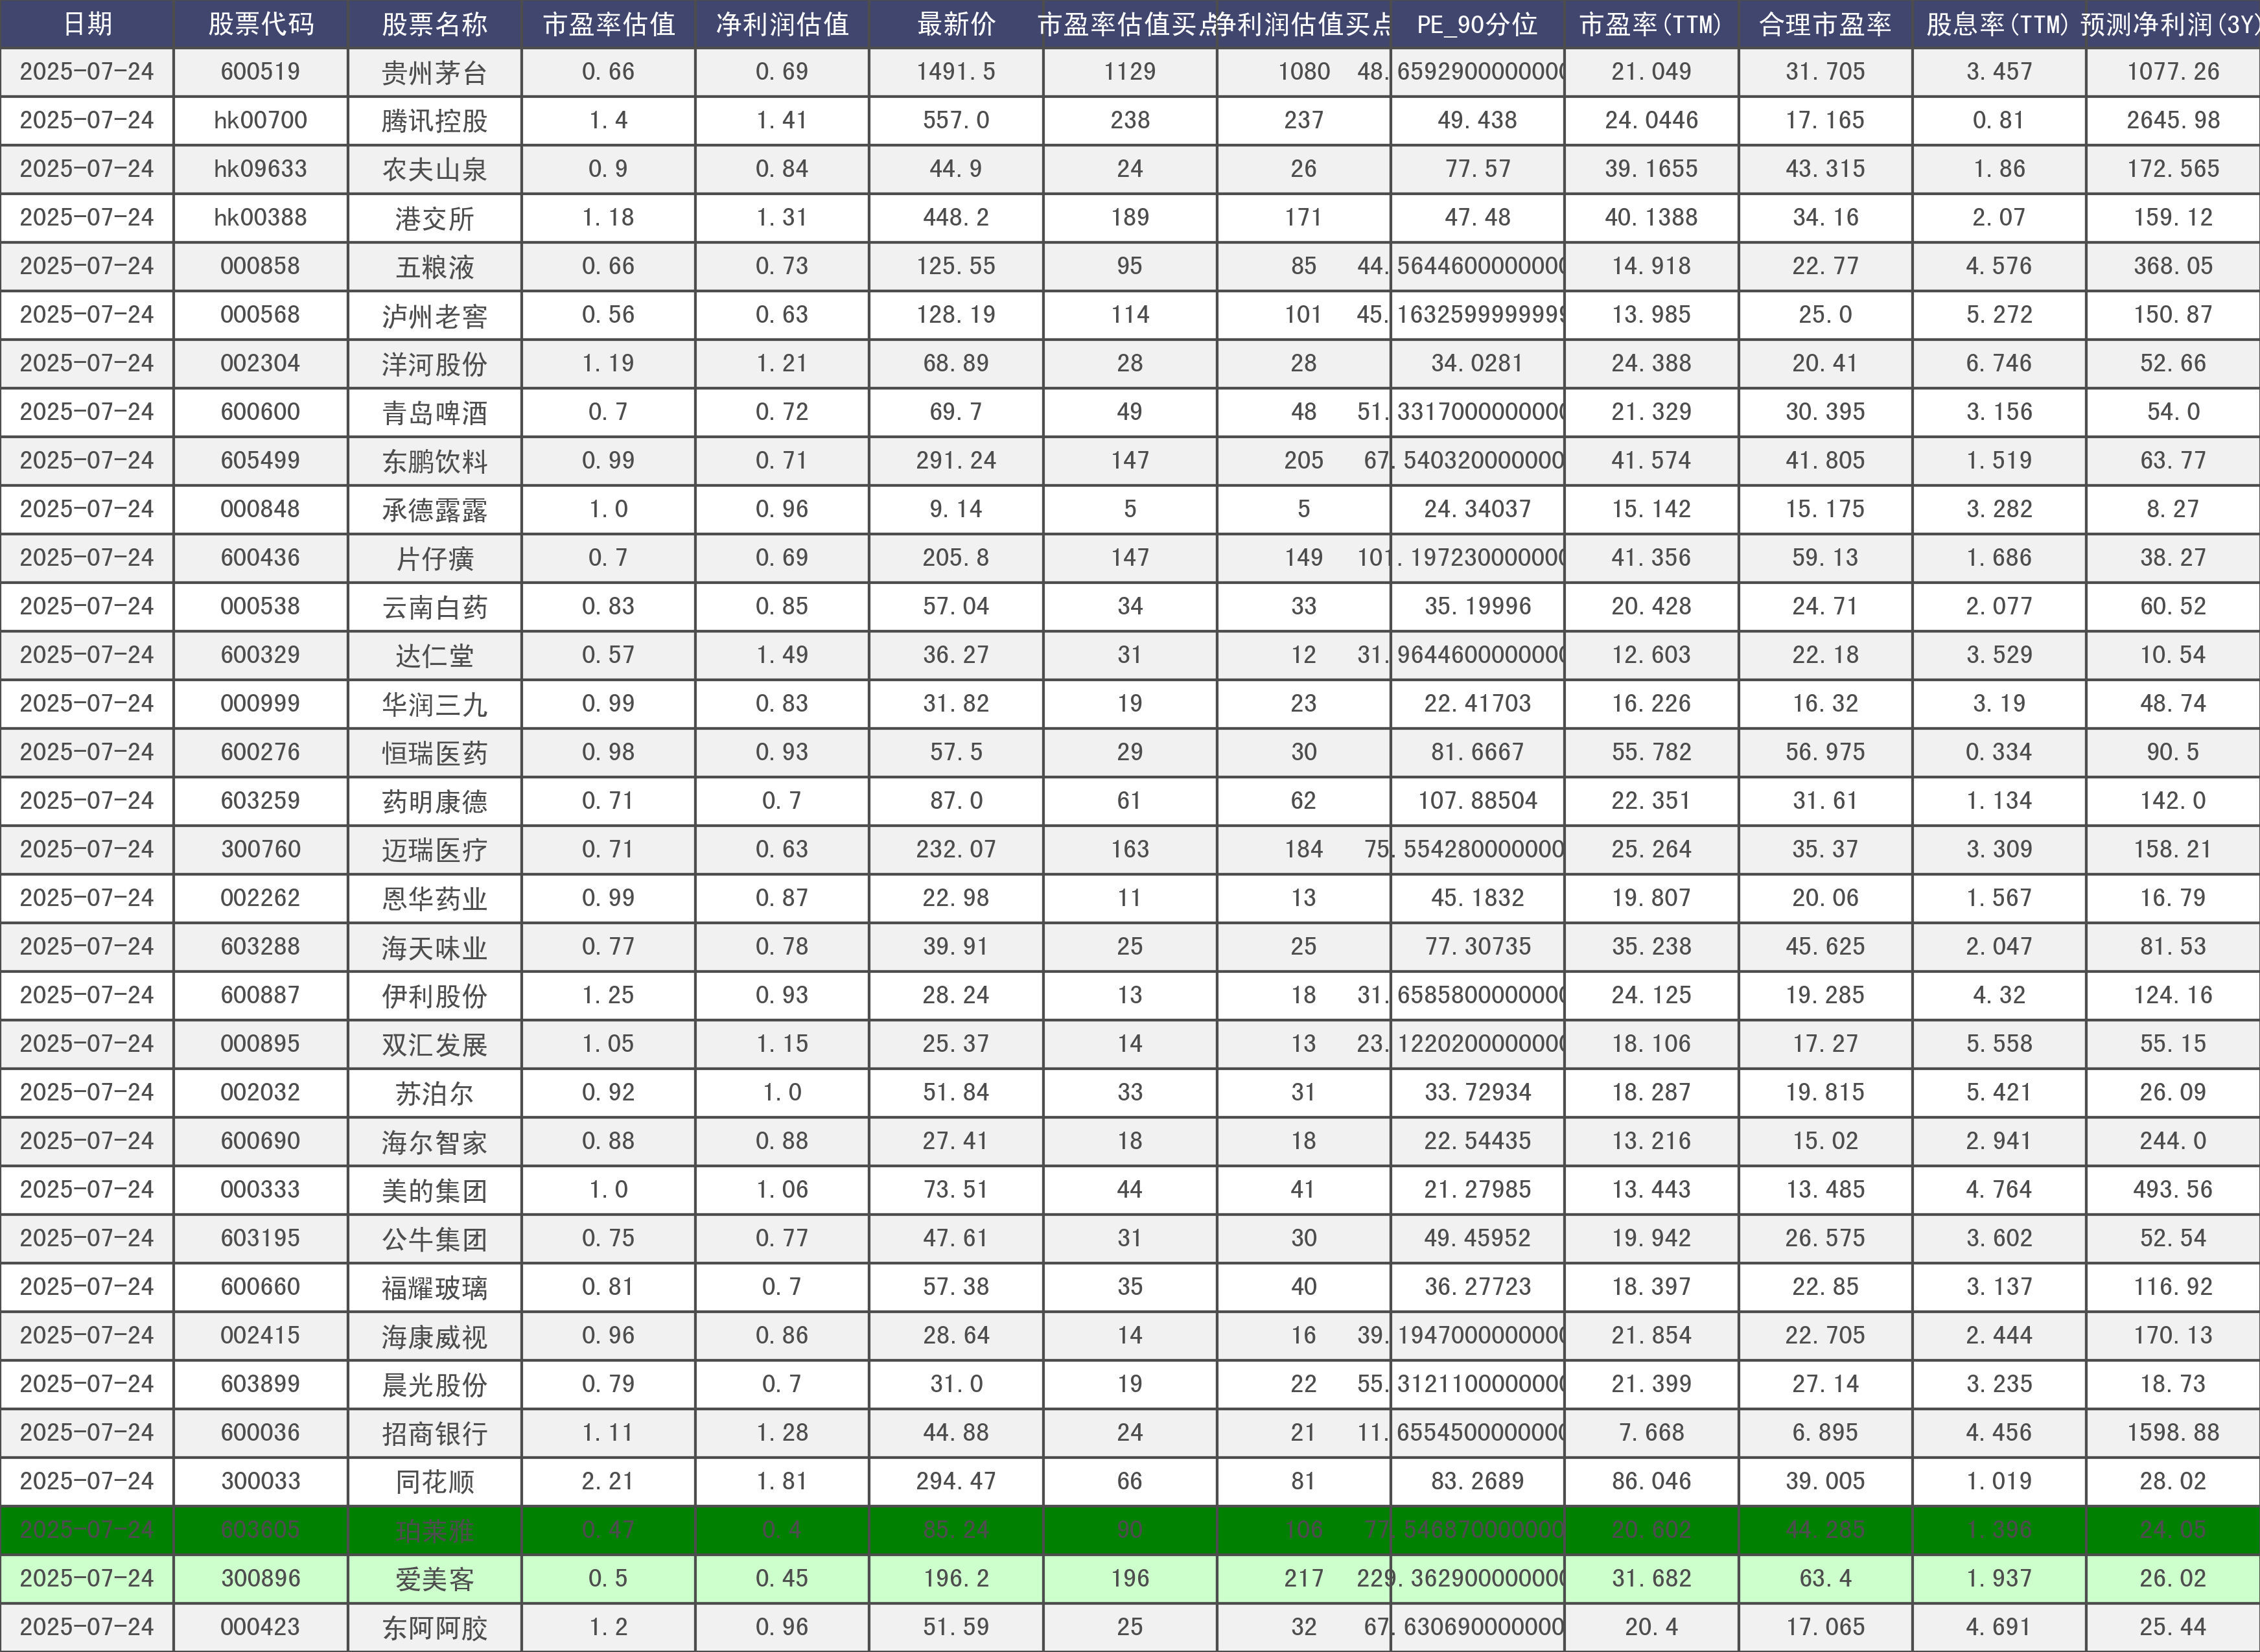 日期 股票代码 股票名称 市盈率估值 净利润估值 最新价 市盈率估值买点 净利润估值买点 PE_90分位 市盈率(TTM) 合理市盈率 股息率(TTM) 预测净利润(3Y)
2025-07-24 600519 贵州茅台 0.66 0.69 1491.5 1129 1080 48.6592900000000 21.049 31.705 3.457 1077.26
2025-07-24 hk00700 腾讯控股 1.4 1.41 557.0 238 237 49.438 24.0446 17.165 0.81 2645.98
2025-07-24 hk09633 农夫山泉 0.9 0.84 44.9 24 26 77.57 39.1655 43.315 1.86 172.565
2025-07-24 hk00388 港交所 1.18 1.31 448.2 189 171 47.48 40.1388 34.16 2.07 159.12
2025-07-24 000858 五粮液 0.66 0.73 125.55 95 85 44.5644600000000 14.918 22.77 4.576 368.05
2025-07-24 000568 泸州老窖 0.56 0.63 128.19 114 101 45.1632599999999 13.985 25.0 5.272 150.87
2025-07-24 002304 洋河股份 1.19 1.21 68.89 28 28 34.0281 24.388 20.41 6.746 52.66
2025-07-24 600600 青岛啤酒 0.7 0.72 69.7 49 48 51.3317000000000 21.329 30.395 3.156 54.0
2025-07-24 605499 东鹏饮料 0.99 0.71 291.24 147 205 67.540320000000 41.574 41.805 1.519 63.77
2025-07-24 000848 承德露露 1.0 0.96 9.14 5 5 24.34037 15.142 15.175 3.282 8.27
2025-07-24 600436 片仔癀 0.7 0.69 205.8 147 149 101.197230000000 41.356 59.13 1.686 38.27
2025-07-24 000538 云南白药 0.83 0.85 57.04 34 33 35.19996 20.428 24.71 2.077 60.52
2025-07-24 600329 达仁堂 0.57 1.49 36.27 31 12 31.9644600000000 12.603 22.18 3.529 10.54
2025-07-24 000999 华润三九 0.99 0.83 31.82 19 23 22.41703 16.226 16.32 3.19 48.74
2025-07-24 600276 恒瑞医药 0.98 0.93 57.5 29 30 81.6667 55.782 56.975 0.334 90.5
2025-07-24 603259 药明康德 0.71 0.7 87.0 61 62 107.88504 22.351 31.61 1.134 142.0
2025-07-24 300760 迈瑞医疗 0.71 0.63 232.07 163 184 75.554280000000 25.264 35.37 3.309 158.21
2025-07-24 002262 恩华药业 0.99 0.87 22.98 11 13 45.1832 19.807 20.06 1.567 16.79
2025-07-24 603288 海天味业 0.77 0.78 39.91 25 25 77.30735 35.238 45.625 2.047 81.53
2025-07-24 600887 伊利股份 1.25 0.93 28.24 13 18 31.6585800000000 24.125 19.285 4.32 124.16
2025-07-24 000895 双汇发展 1.05 1.15 25.37 14 13 23.1220200000000 18.106 17.27 5.558 55.15
2025-07-24 002032 苏泊尔 0.92 1.0 51.84 33 31 33.72934 18.287 19.815 5.421 26.09
2025-07-24 600690 海尔智家 0.88 0.88 27.41 18 18 22.54435 13.216 15.02 2.941 244.0
2025-07-24 000333 美的集团 1.0 1.06 73.51 44 41 21.27985 13.443 13.485 4.764 493.56
2025-07-24 603195 公牛集团 0.75 0.77 47.61 31 30 49.45952 19.942 26.575 3.602 52.54
2025-07-24 600660 福耀玻璃 0.81 0.7 57.38 35 40 36.27723 18.397 22.85 3.137 116.92
2025-07-24 002415 海康威视 0.96 0.86 28.64 14 16 39.1947000000000 21.854 22.705 2.444 170.13
2025-07-24 603899 晨光股份 0.79 0.7 31.0 19 22 55.3121100000000 21.399 27.14 3.235 18.73
2025-07-24 600036 招商银行 1.11 1.28 44.88 24 21 11.6554500000000 7.668 6.895 4.456 1598.88
2025-07-24 300033 同花顺 2.21 1.81 294.47 66 81 83.2689 86.046 39.005 1.019 28.02
2025-07-24 603605 珀莱雅 0.47 0.4 85.24 90 106 77.546870000000 20.602 44.285 1.396 24.05
2025-07-24 300896 爱美客 0.5 0.45 196.2 196 217 229.362900000000 31.682 63.4 1.937 26.02
2025-07-24 000423 东阿阿胶 1.2 0.96 51.59 25 32 67.630690000000 20.4 17.065 4.691 25.44